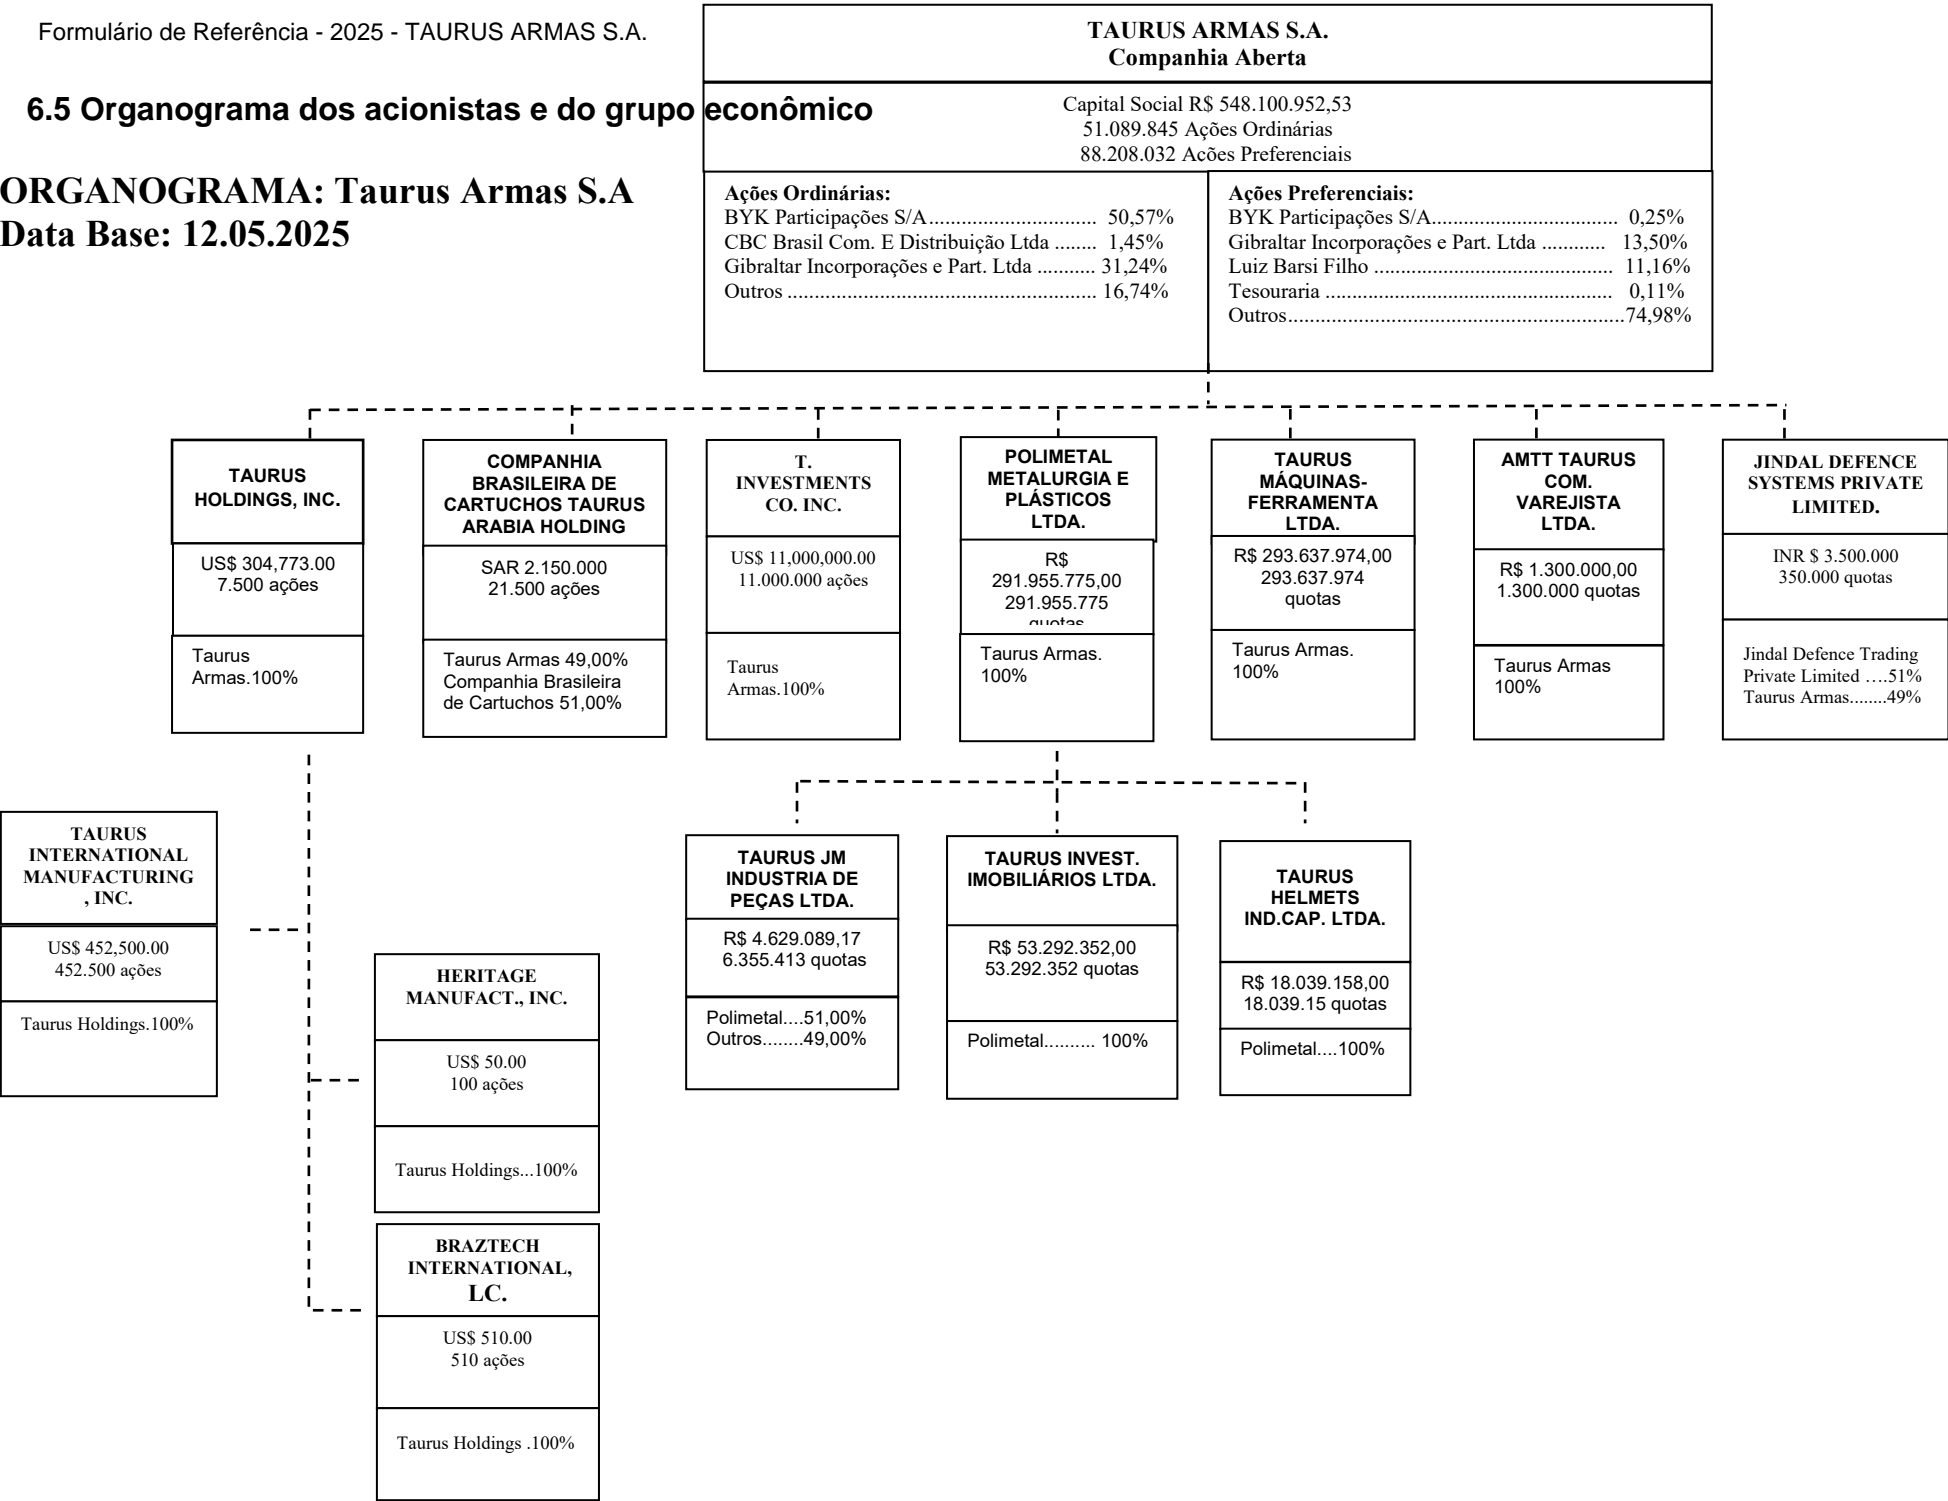 Formulário de Referência - 2025 - TAURUS ARMAS S.A.
6.5 Organograma dos acionistas e do grupo econômico
ORGANOGRAMA: Taurus Armas S.A
Data Base: 12.05.2025
TAURUS ARMAS S.A.
Companhia Aberta
Capital Social R$ 548.100.952,53
51.089.845 Ações Ordinárias
88.208.032 Acões Preferenciais
Ações Ordinárias:
BYK Participações S/A............................... 50,57%
CBC Brasil Com. E Distribuição Ltda ........ 1,45%
Gibraltar Incorporações e Part. Ltda ........... 31,24%
Outros ......................................................... 16,74%
Ações Preferenciais:
BYK Participações S/A.................................. 0,25%
Gibraltar Incorporações e Part. Ltda ............ 13,50%
Luiz Barsi Filho ............................................ 11,16%
Tesouraria ..................................................... 0,11%
Outros..............................................................74,98%
TAURUS
HOLDINGS, INC.
US$ 304,773.00
7.500 ações
Taurus
Armas.100%
COMPANHIA
BRASILEIRA DE
CARTUCHOS TAURUS
ARABIA HOLDING
SAR 2.150.000
21.500 ações
Taurus Armas 49,00%
Companhia Brasileira
de Cartuchos 51,00%
T.
INVESTMENTS
CO. INC.
US$ 11,000,000.00
11.000.000 ações
Taurus
Armas.100%
POLIMETAL
METALURGIA E
PLÁSTICOS
LTDA.
R$
291.955.775,00
291.955.775
quotas
Taurus Armas.
100%
TAURUS
MÁQUINAS-
FERRAMENTA
LTDA.
R$ 293.637.974,00
293.637.974
quotas
Taurus Armas.
100%
AMTT TAURUS
COM.
VAREJISTA
LTDA.
R$ 1.300.000,00
1.300.000 quotas
Taurus Armas
100%
JINDAL DEFENCE
SYSTEMS PRIVATE
LIMITED.
INR $ 3.500.000
350.000 quotas
Jindal Defence Trading
Private Limited ….51%
Taurus Armas........49%
TAURUS
INTERNATIONAL
MANUFACTURING
, INC.
US$ 452,500.00
452.500 ações
Taurus Holdings.100%
HERITAGE
MANUFACT., INC.
US$ 50.00
100 ações
Taurus Holdings...100%
BRAZTECH
INTERNATIONAL,
LC.
US$ 510.00
510 ações
Taurus Holdings .100%
TAURUS JM
INDUSTRIA DE
PEÇAS LTDA.
R$ 4.629.089,17
6.355.413 quotas
Polimetal....51,00%
Outros........49,00%
TAURUS INVEST.
IMOBILIÁRIOS LTDA.
R$ 53.292.352,00
53.292.352 quotas
Polimetal.......... 100%
TAURUS
HELMETS
IND.CAP. LTDA.
R$ 18.039.158,00
18.039.15 quotas
Polimetal....100%